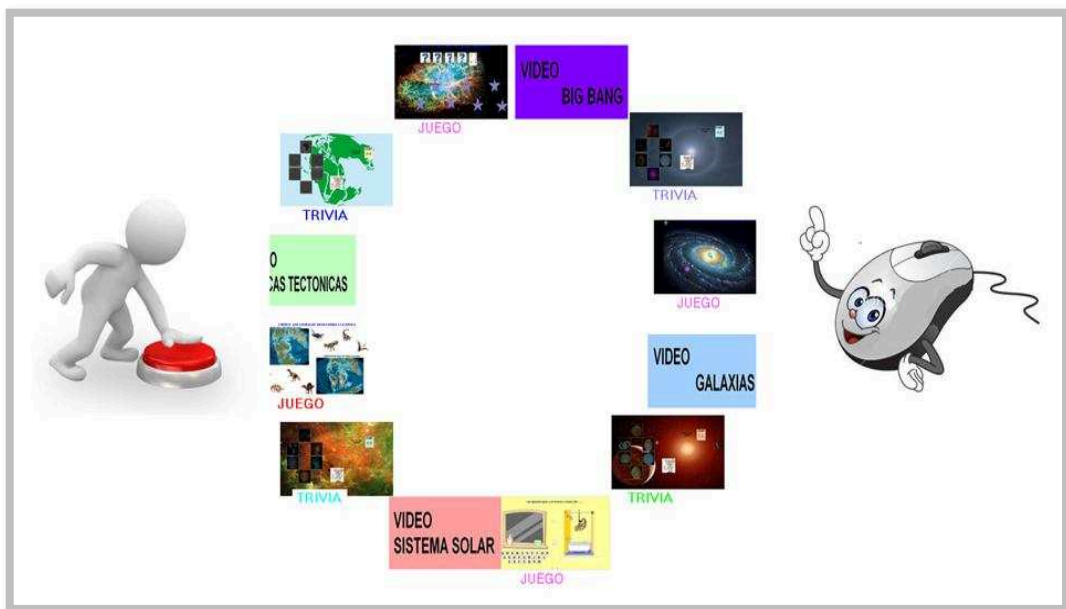 VIDEO
BIG BANG
JUEGO
TRIVIA
TRIVIA
JUEGO
O
CAS TECTONICAS
VIDEO
GALAXIAS
JUEGO
TRIVIA
TRIVIA
VIDEO
SISTEMA SOLAR
JUEGO